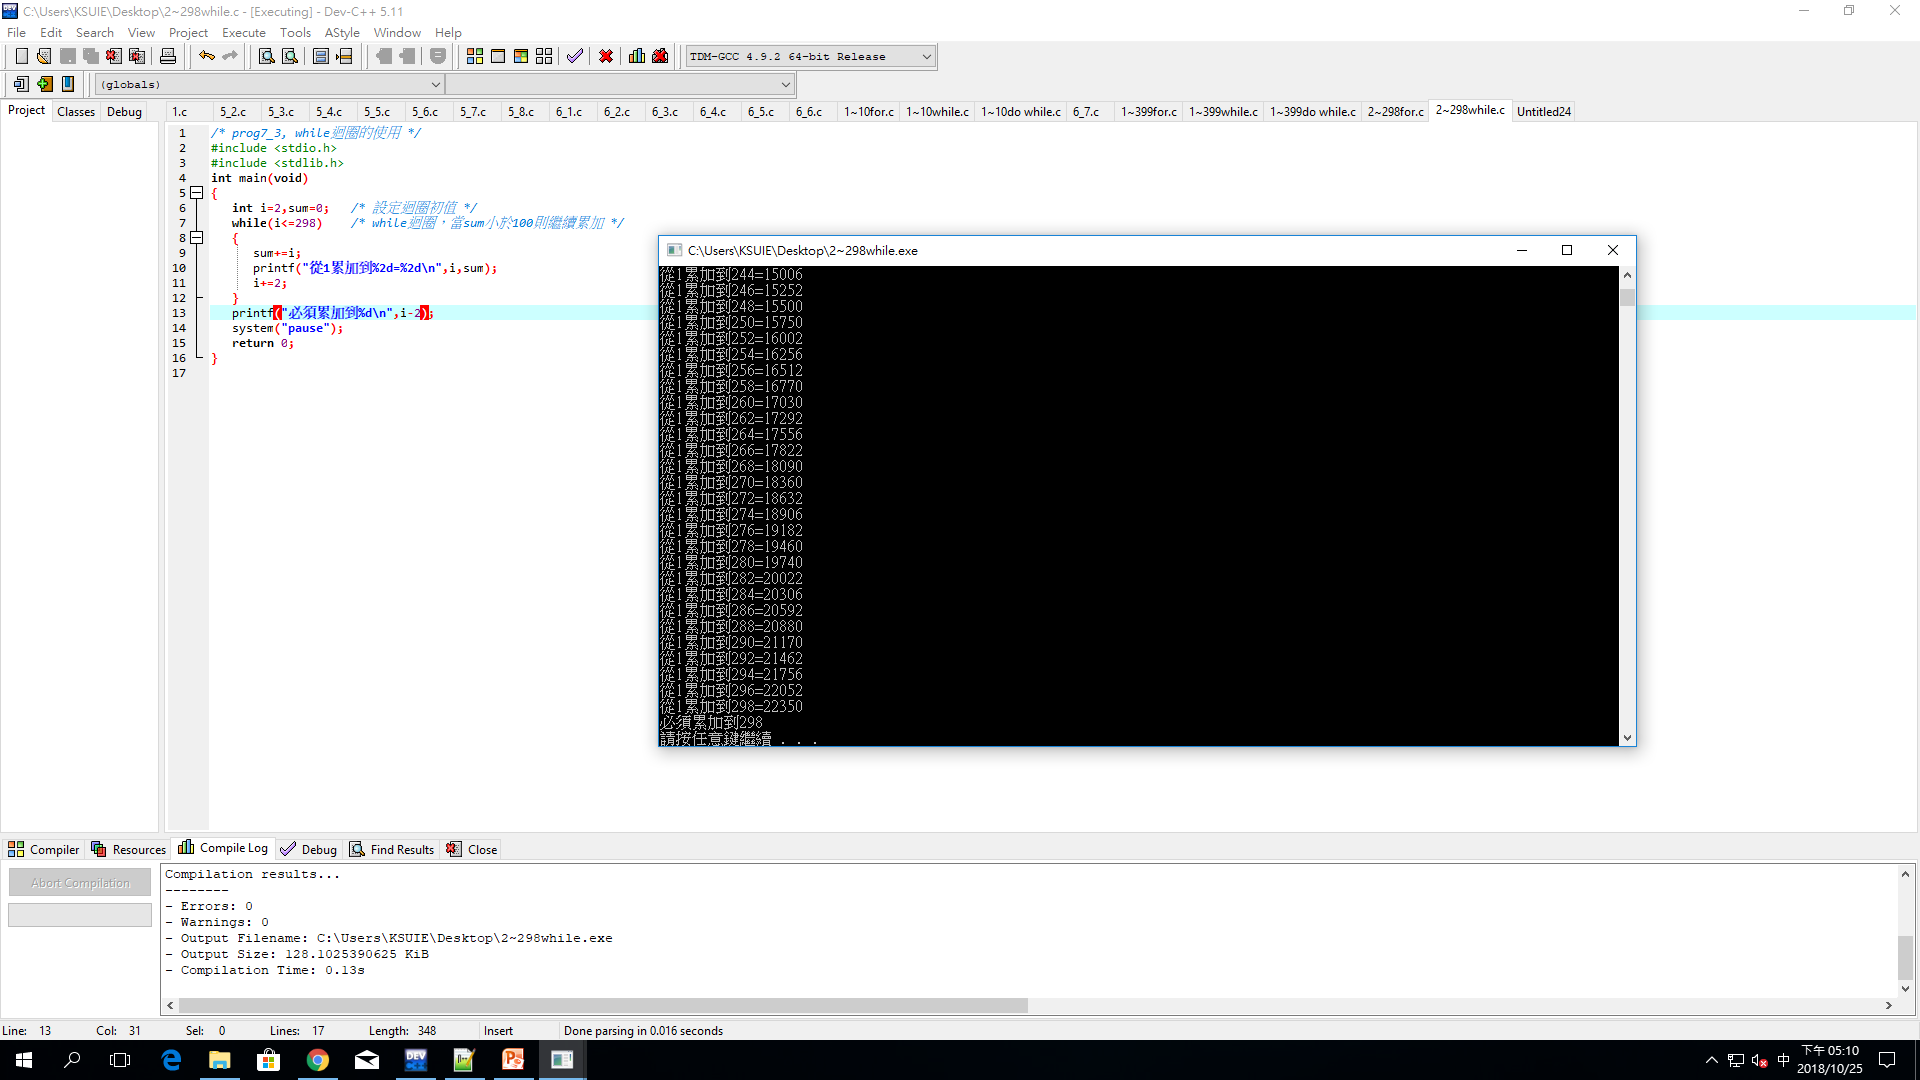 C:\Users\KSUIE\Desktop\2~298while.c - [Executing] - Dev-C++ 5.11
File Edit Search View Project Execute Tools AStyle Window Help
TDM-GCC 4.9.2 64-bit Release
(globals)
Project Classes Debug
1.c 5_2.c 5_3.c 5_4.c 5_5.c 5_6.c 5_7.c 5_8.c 6_1.c 6_2.c 6_3.c 6_4.c 6_5.c 6_6.c 1~10for.c 1~10while.c 1~10do while.c 6_7.c 1~399for.c 1~399while.c 1~399do while.c 2~298for.c 2~298while.c Untitled24
1 /* prog7_3, while迴圈的使用 */
2 #include <stdio.h>
3 #include <stdlib.h>
4 int main(void)
5 {
6 int i=2,sum=0; /* 設定迴圈初值 */
7 while(i<=298) /* while迴圈，當sum小於100則繼續累加 */
8 {
9 sum+=i;
10 printf("從1累加到%2d=%2d\n",i,sum);
11 i+=2;
12 }
13 printf("必須累加到%d\n",i-2);
14 system("pause");
15 return 0;
16 }
17
C:\Users\KSUIE\Desktop\2~298while.exe
從1累加到244=15006
從1累加到246=15252
從1累加到248=15500
從1累加到250=15750
從1累加到252=16002
從1累加到254=16256
從1累加到256=16512
從1累加到258=16770
從1累加到260=17030
從1累加到262=17292
從1累加到264=17556
從1累加到266=17822
從1累加到268=18090
從1累加到270=18360
從1累加到272=18632
從1累加到274=18906
從1累加到276=19182
從1累加到278=19460
從1累加到280=19740
從1累加到282=20022
從1累加到284=20306
從1累加到286=20592
從1累加到288=20880
從1累加到290=21170
從1累加到292=21462
從1累加到294=21756
從1累加到296=22052
從1累加到298=22350
必須累加到298
請按任意鍵繼續 . . .
Compiler Resources Compile Log Debug Find Results Close
Abort Compilation
Compilation results...
--------
- Errors: 0
- Warnings: 0
- Output Filename: C:\Users\KSUIE\Desktop\2~298while.exe
- Output Size: 128.1025390625 KiB
- Compilation Time: 0.13s
Line: 13 Col: 31 Sel: 0 Lines: 17 Length: 348 Insert Done parsing in 0.016 seconds
中
下午 05:10
2018/10/25